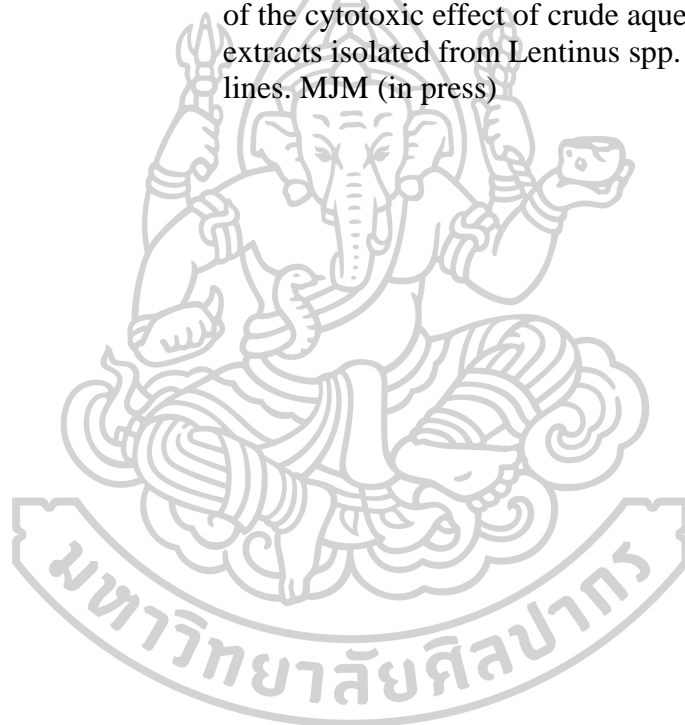 of the cytotoxic effect of crude aque
extracts isolated from Lentinus spp.
lines. MJM (in press)
มหาวิทยาลัยศิลปากร